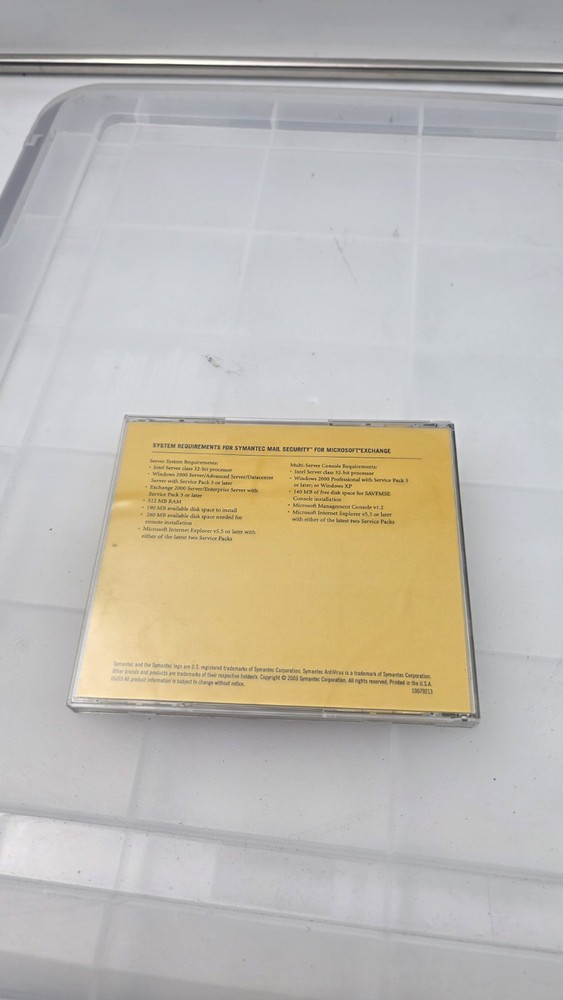 SYSTEM REQUIREMENTS FOR SYMANTEC MAIL SECURITY™ FOR MICROSOFT®EXCHANGE
Server System Requirements:
• Intel Server class 32-bit processor
• Windows 2000 Server/Advanced Server/Datacenter
Server with Service Pack 3 or later
• Exchange 2000 Server/Enterprise Server with
Service Pack 3 or later
• 512 MB RAM
• 190 MB available disk space to install
• 260 MB available disk space needed for
console installation
• Microsoft Internet Explorer v5.5 or later with
either of the latest two Service Packs
Multi-Server Console Requirements:
• Intel Server class 32-bit processor
• Windows 2000 Professional with Service Pack 3
or later; or Windows XP
• 140 MB of free disk space for SAVFMSE
Console installation
• Microsoft Management Console v1.2
• Microsoft Internet Explorer v5.5 or later
with either of the latest two Service Packs
Symantec and the Symantec logo are U.S. registered trademarks of Symantec Corporation. Symantec AntiVirus is a trademark of Symantec Corporation.
Other brands and products are trademarks of their respective holder/s. Copyright © 2003 Symantec Corporation. All rights reserved. Printed in the U.S.A.
All product information is subject to change without notice.
10079213